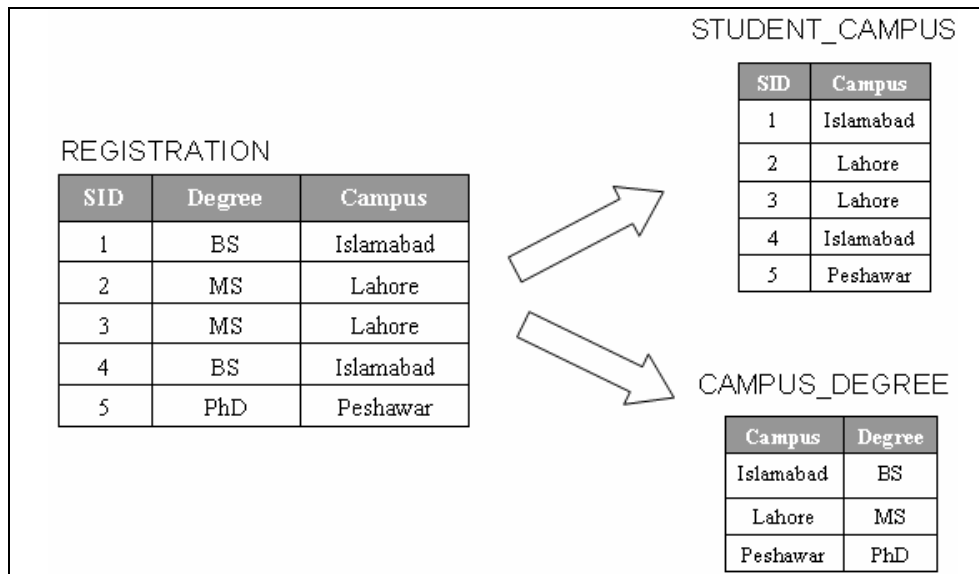 REGISTRATION
SID Degree Campus
1 BS Islamabad
2 MS Lahore
3 MS Lahore
4 BS Islamabad
5 PhD Peshawar
STUDENT_CAMPUS
SID Campus
1 Islamabad
2 Lahore
3 Lahore
4 Islamabad
5 Peshawar
CAMPUS_DEGREE
Campus Degree
Islamabad BS
Lahore MS
Peshawar PhD